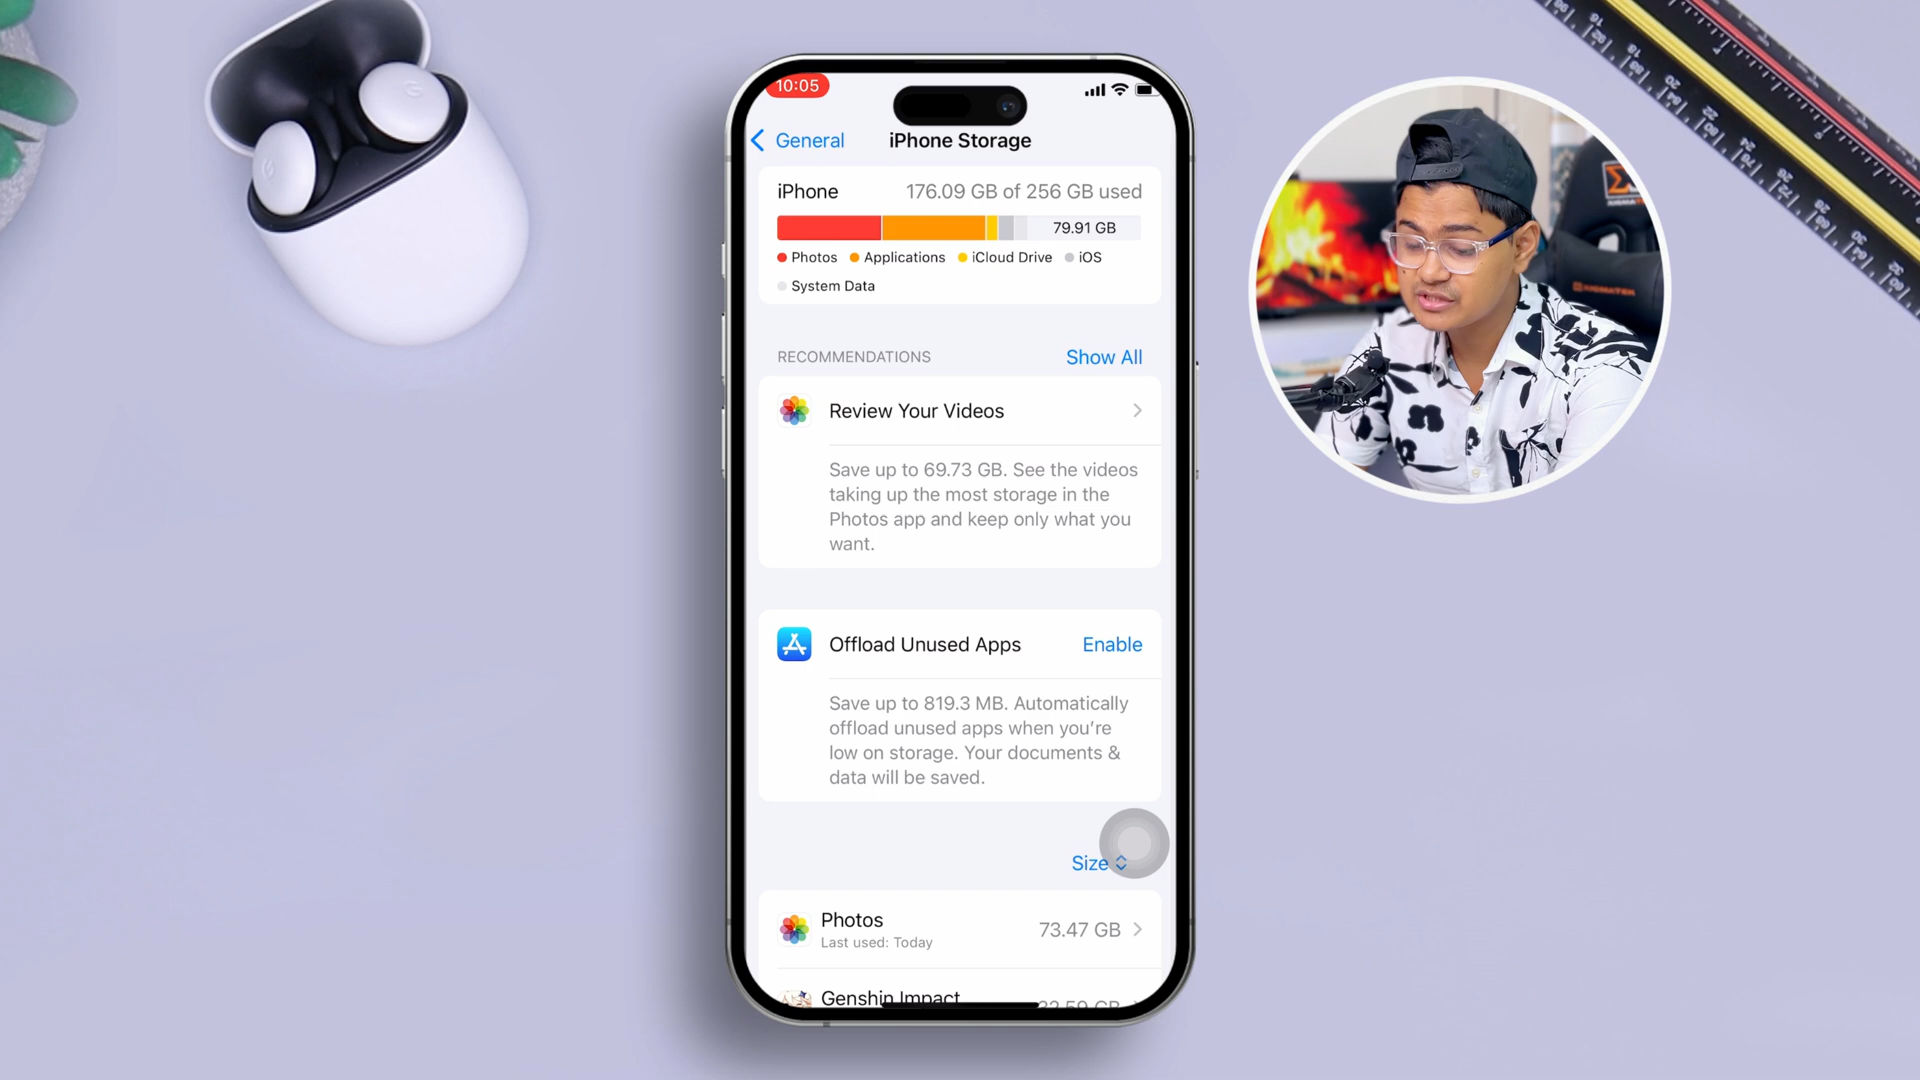 10:05
General
iPhone Storage
iPhone
176.09 GB of 256 GB used
79.91 GB
Photos
Applications
iCloud Drive
iOS
System Data
RECOMMENDATIONS
Show All
Review Your Videos
Save up to 69.73 GB. See the videos
taking up the most storage in the
Photos app and keep only what you
want.
Offload Unused Apps
Enable
Save up to 819.3 MB. Automatically
offload unused apps when you're
low on storage. Your documents &
data will be saved.
Size
Photos
73.47 GB
Last used: Today
Genshin Impact